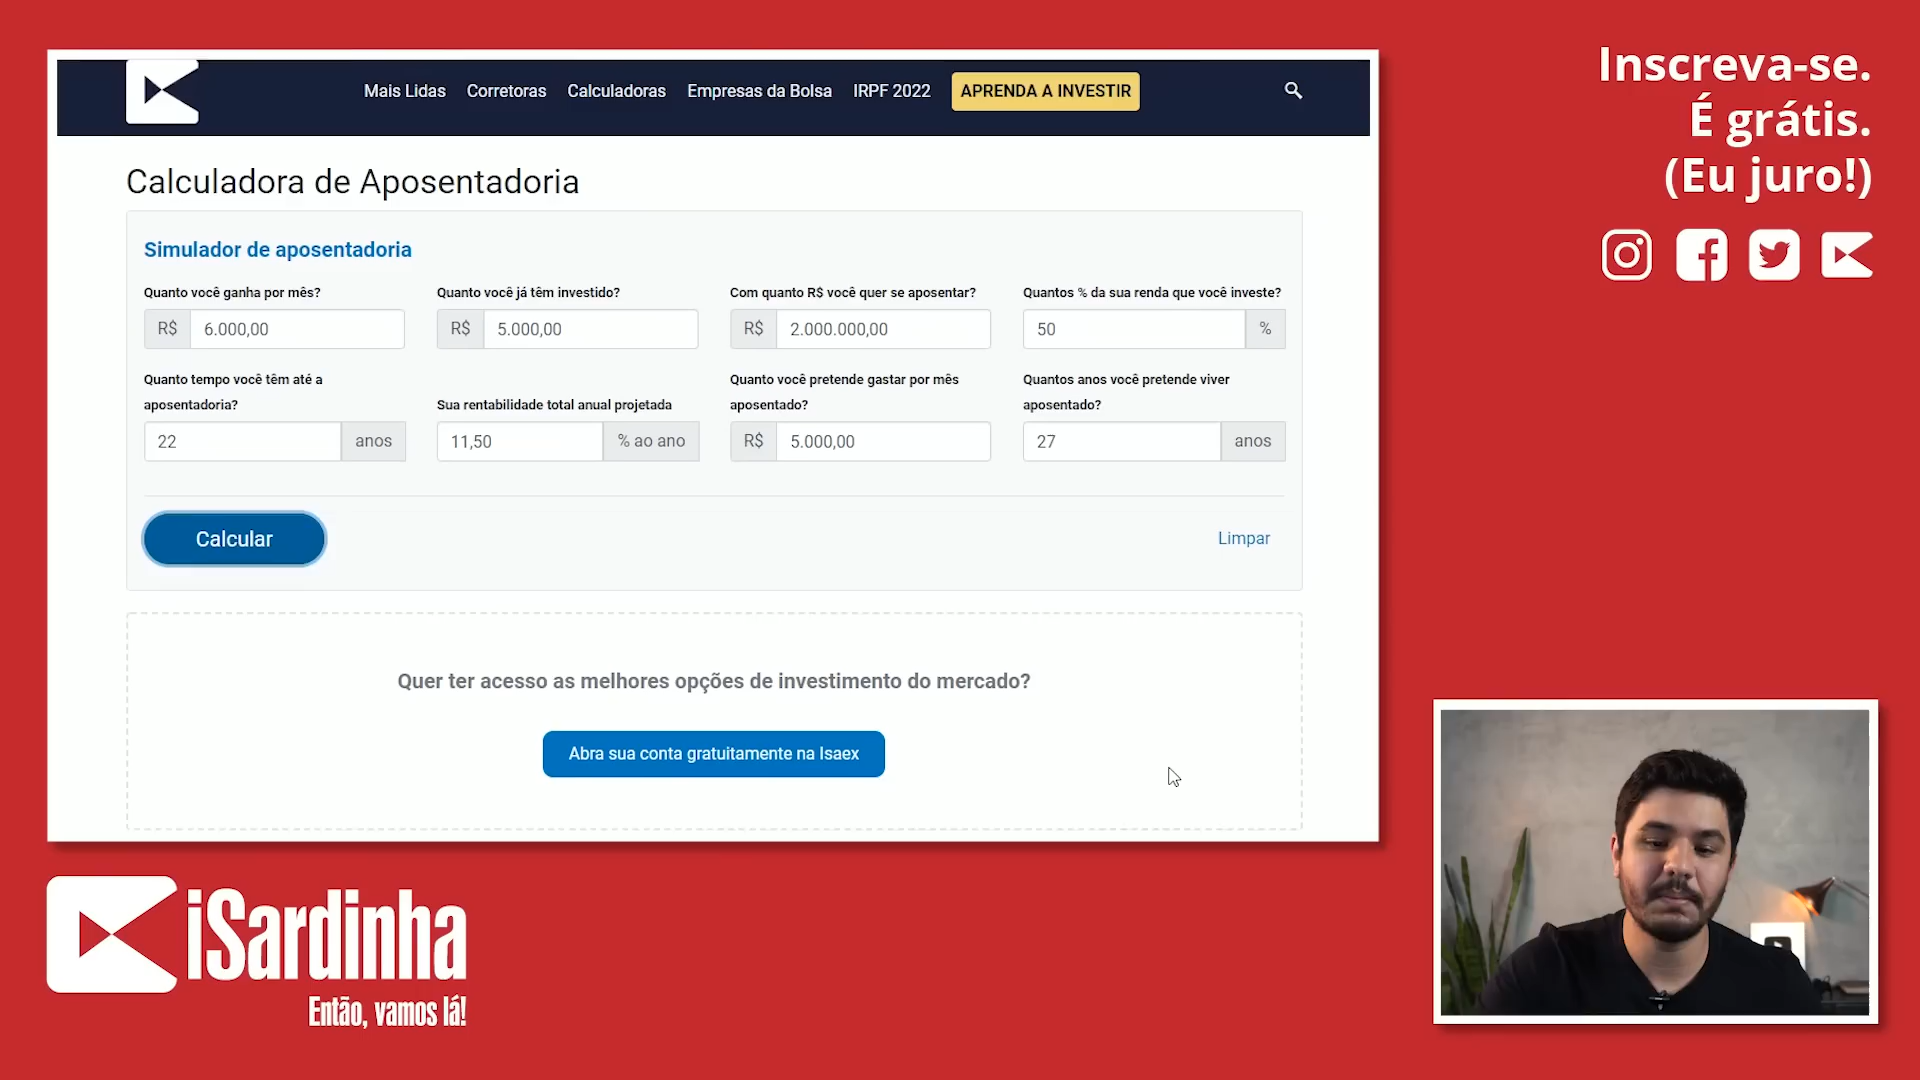 Mais Lidas Corretoras Calculadoras Empresas da Bolsa IRPF 2022 APRENDA A INVESTIR
Calculadora de Aposentadoria
Simulador de aposentadoria
Quanto você ganha por mês? Quanto você já têm investido? Com quanto R$ você quer se aposentar? Quantos % da sua renda que você investe?
R$ 6.000,00 R$ 5.000,00 R$ 2.000.000,00 50 %
Quanto tempo você têm até a aposentadoria? Sua rentabilidade total anual projetada Quanto você pretende gastar por mês aposentado? Quantos anos você pretende viver aposentado?
22 anos 11,50 % ao ano R$ 5.000,00 27 anos
Calcular Limpar
Quer ter acesso as melhores opções de investimento do mercado?
Abra sua conta gratuitamente na Isaex
Inscreva-se.
É grátis.
(Eu juro!)
iSardinha
Então, vamos lá!